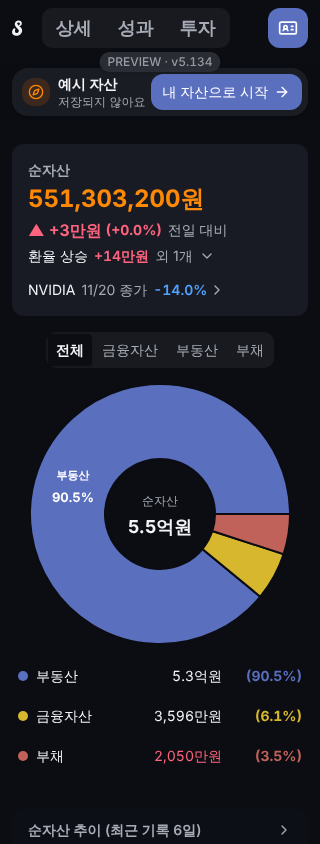 상세 성과 투자
PREVIEW · v5.134
예시 자산
저장되지 않아요
내 자산으로 시작 →
순자산
551,303,200원
▲ +3만원 (+0.0%) 전일 대비
환율 상승 +14만원 외 1개
NVIDIA 11/20 종가 -14.0%
전체 금융자산 부동산 부채
부동산
90.5%
순자산
5.5억원
부동산 5.3억원 (90.5%)
금융자산 3,596만원 (6.1%)
부채 2,050만원 (3.5%)
순자산 추이 (최근 기록 6일)